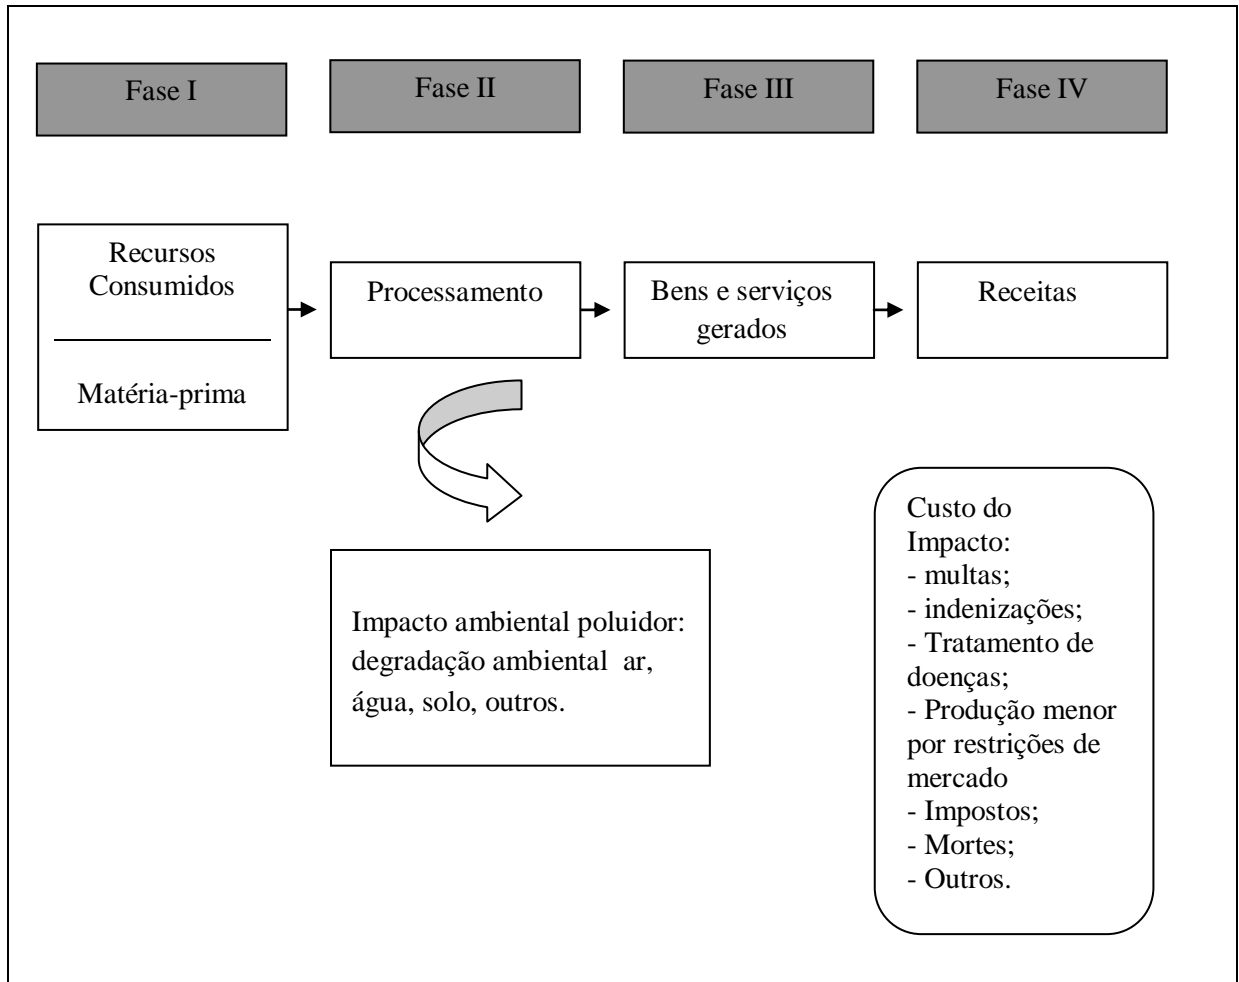 Fase I
Fase II
Fase III
Fase IV
Recursos
Consumidos
Matéria-prima
Processamento
Bens e serviços
gerados
Receitas
Impacto ambiental poluidor:
degradação ambiental  ar,
água, solo, outros.
Custo do
Impacto:
- multas;
- indenizações;
- Tratamento de
doenças;
- Produção menor
por restrições de
mercado
- Impostos;
- Mortes;
- Outros.